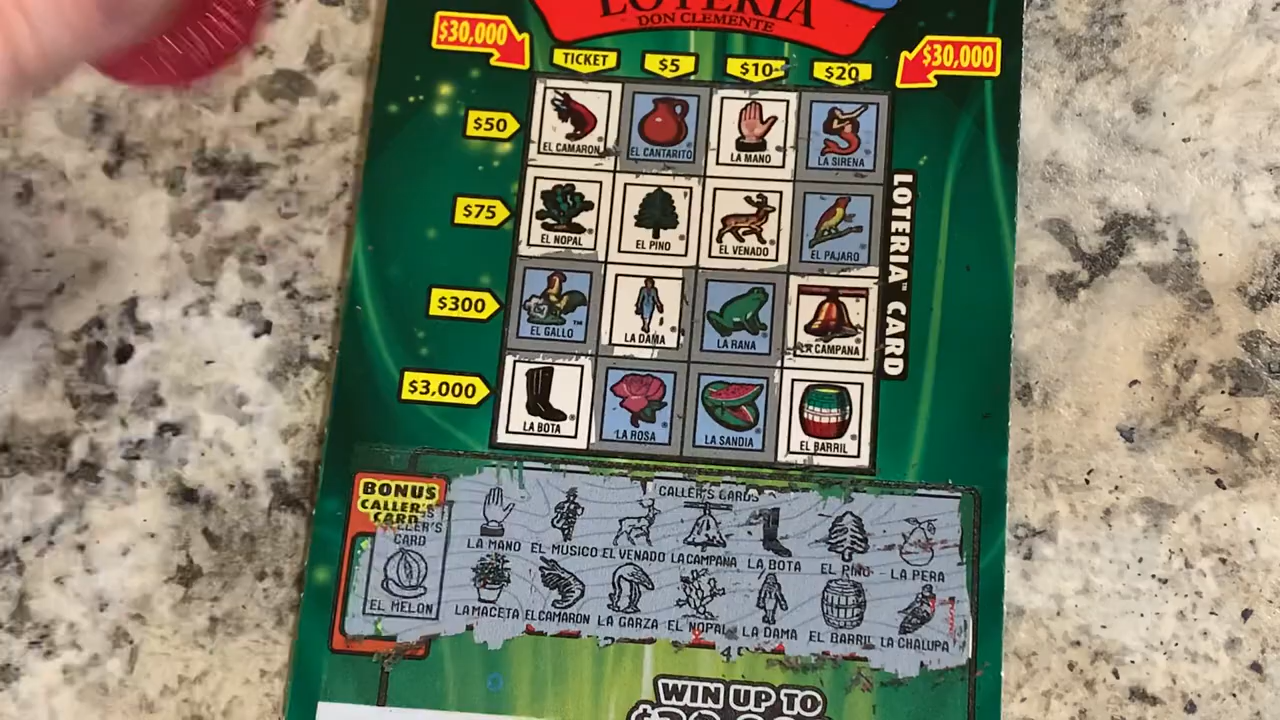 LOTERIA
DON CLEMENTE
$30,000
$30,000
TICKET $5 $10 $20
$50
EL CAMARON EL CANTARITO LA MANO LA SIRENA
$75
EL NOPAL EL PINO EL VENADO EL PAJARO
$300
EL GALLO™ LA DAMA LA RANA LA CAMPANA
$3,000
LA BOTA LA ROSA LA SANDIA EL BARRIL
LOTERIA™ CARD
BONUS
CALLER'S
CARD
CALLER'S
CARD
EL MELON
CALLER'S CARDS
LA MANO EL MUSICO EL VENADO LA CAMPANA LA BOTA EL PINO LA PERA
LA MACETA EL CAMARON LA GARZA EL NOPAL LA DAMA EL BARRIL LA CHALUPA
WIN UP TO